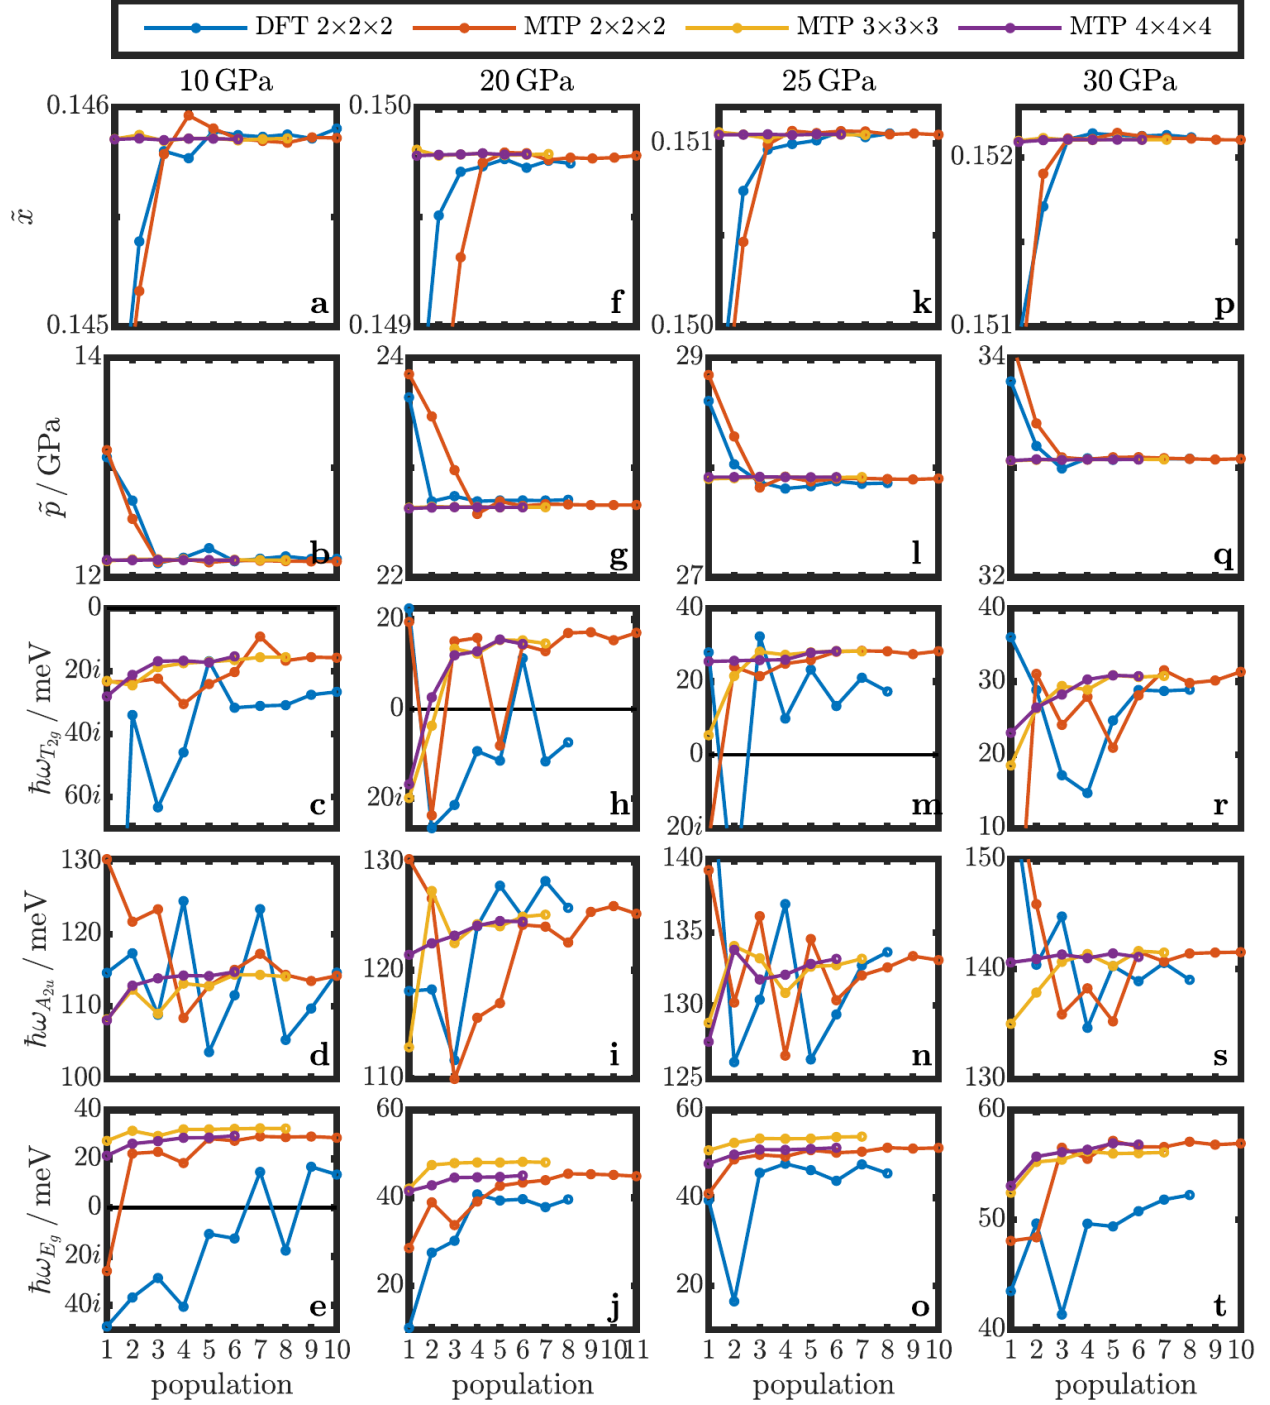 DFT 2×2×2 MTP 2×2×2 MTP 3×3×3 MTP 4×4×4
10 GPa 20 GPa 25 GPa 30 GPa
x̃
0.146
0.145
a
0.150
0.149
f
0.151
0.150
k
0.152
0.151
p
p̃ / GPa
14
12
b
24
22
g
29
27
l
34
32
q
ℏω_{T_{2g}} / meV
0
20i
40i
60i
c
20
0
20i
h
40
20
0
20i
m
40
30
20
10
r
ℏω_{A_{2u}} / meV
130
120
110
100
d
130
120
110
i
140
135
130
125
n
150
140
130
s
ℏω_{E_g} / meV
40
20
0
20i
40i
e
60
40
20
j
60
40
20
o
60
50
40
t
1 2 3 4 5 6 7 8 9 10
1 2 3 4 5 6 7 8 9 10 11
1 2 3 4 5 6 7 8 9 10
1 2 3 4 5 6 7 8 9 10
population population population population